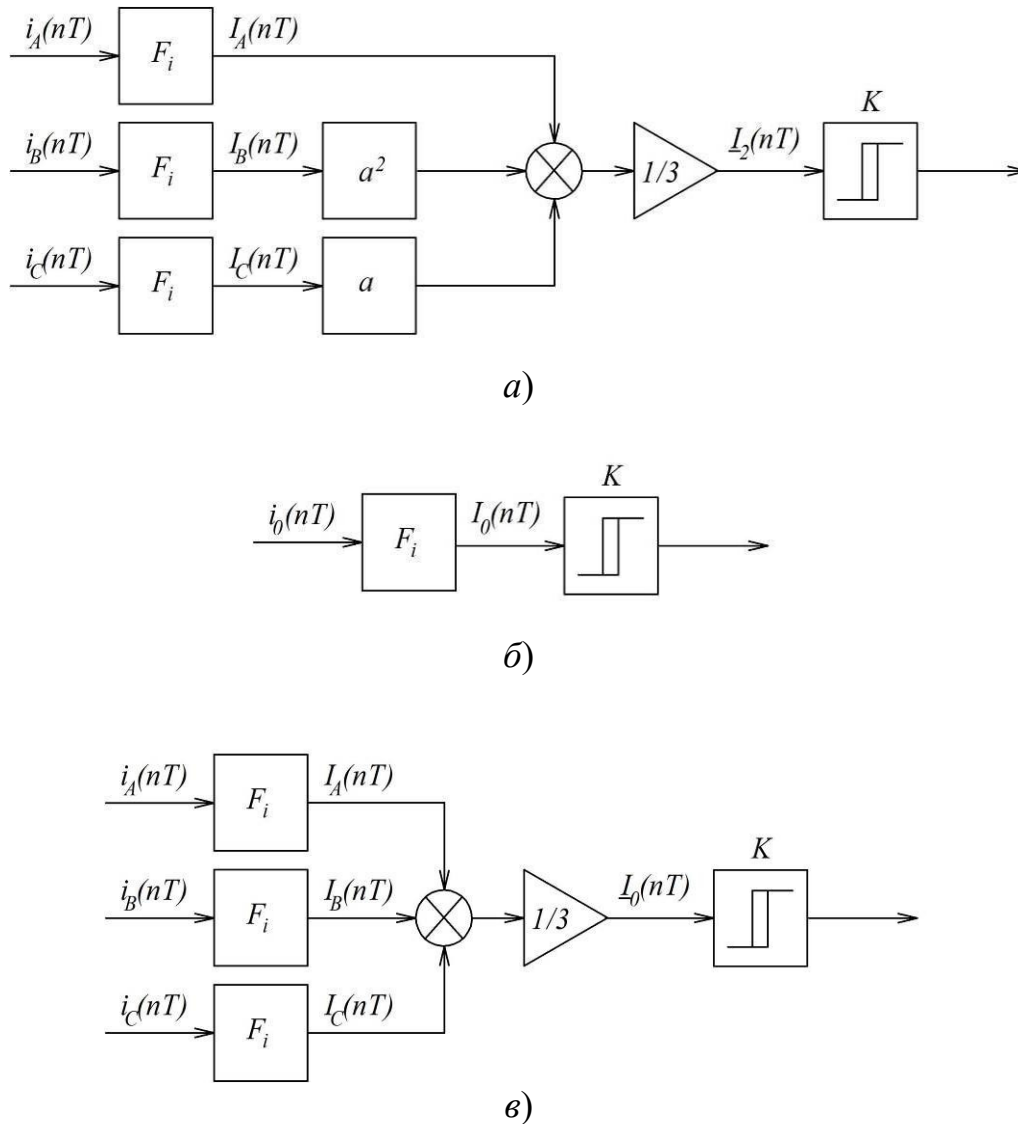 i_A(nT) I_A(nT)
F_i
K
i_B(nT) I_B(nT) I_2(nT)
F_i a² 1/3
i_C(nT) I_C(nT)
F_i a
а)
K
i_0(nT) I_0(nT)
F_i
б)
i_A(nT) I_A(nT)
F_i
K
i_B(nT) I_B(nT) I_0(nT)
F_i 1/3
i_C(nT) I_C(nT)
F_i
в)